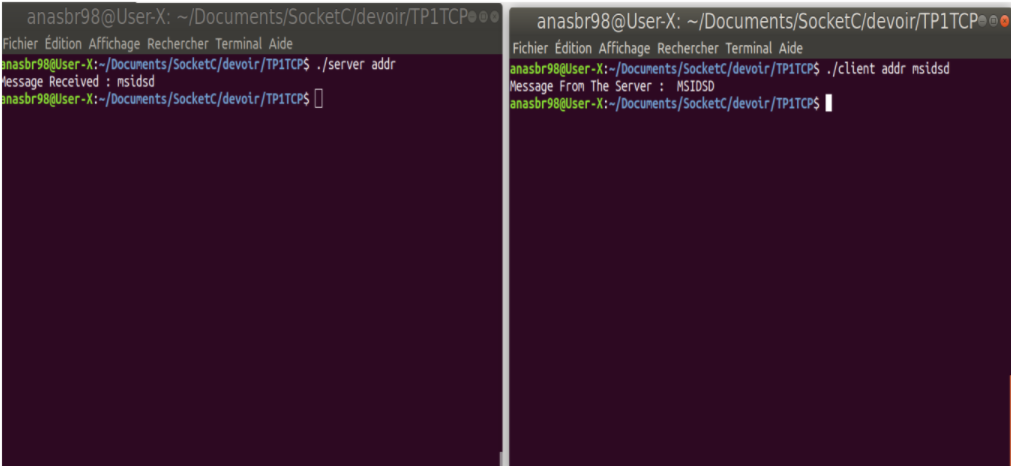 anasbr98@User-X: ~/Documents/SocketC/devoir/TP1TCP
Fichier Édition Affichage Rechercher Terminal Aide
anasbr98@User-X:~/Documents/SocketC/devoir/TP1TCP$ ./server addr
Message Received : msidsd
anasbr98@User-X:~/Documents/SocketC/devoir/TP1TCP$
anasbr98@User-X: ~/Documents/SocketC/devoir/TP1TCP
Fichier Édition Affichage Rechercher Terminal Aide
anasbr98@User-X:~/Documents/SocketC/devoir/TP1TCP$ ./client addr msidsd
Message From The Server :  MSIDSD
anasbr98@User-X:~/Documents/SocketC/devoir/TP1TCP$